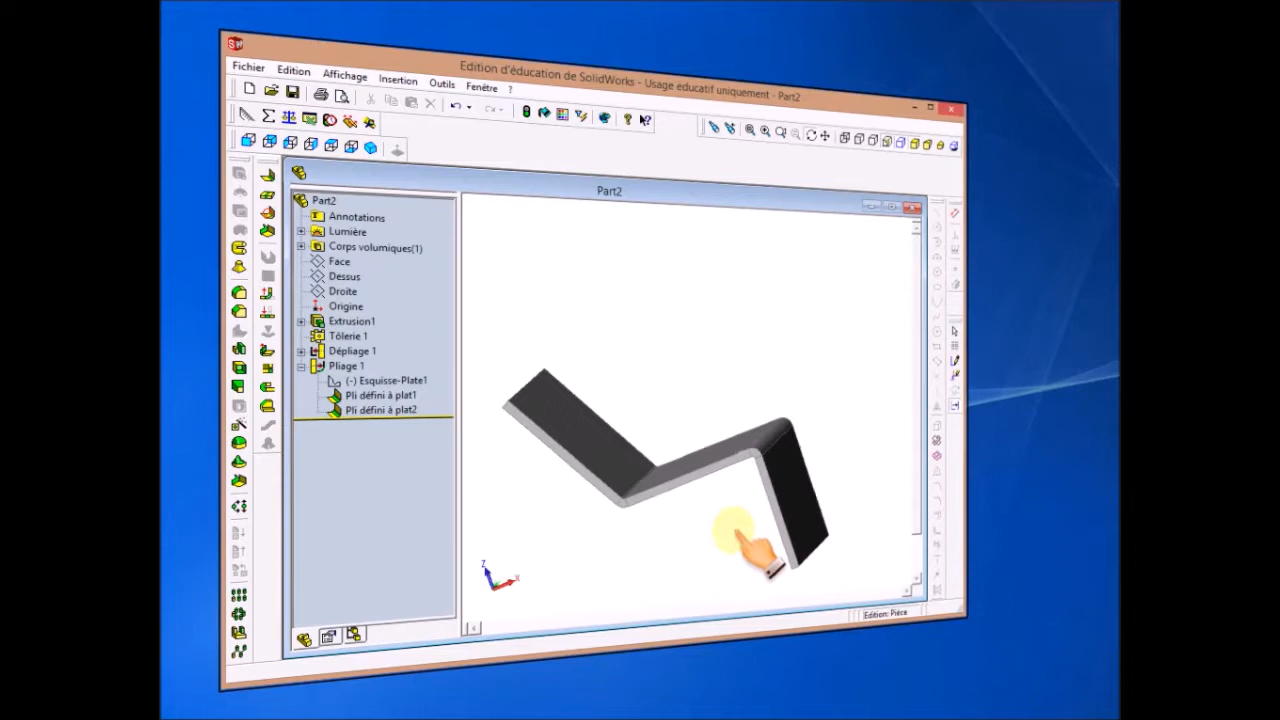 Edition d'éducation de SolidWorks - Usage educatif uniquement - Part2
Fichier Edition Affichage Insertion Outils Fenêtre ?
Part2
Part2
Annotations
Lumière
Corps volumiques(1)
Face
Dessus
Droite
Origine
Extrusion1
Tôlerie 1
Dépliage 1
Pliage 1
(-) Esquisse-Plate1
Pli défini à plat1
Pli défini à plat2
Z
X
Edition: Pièce